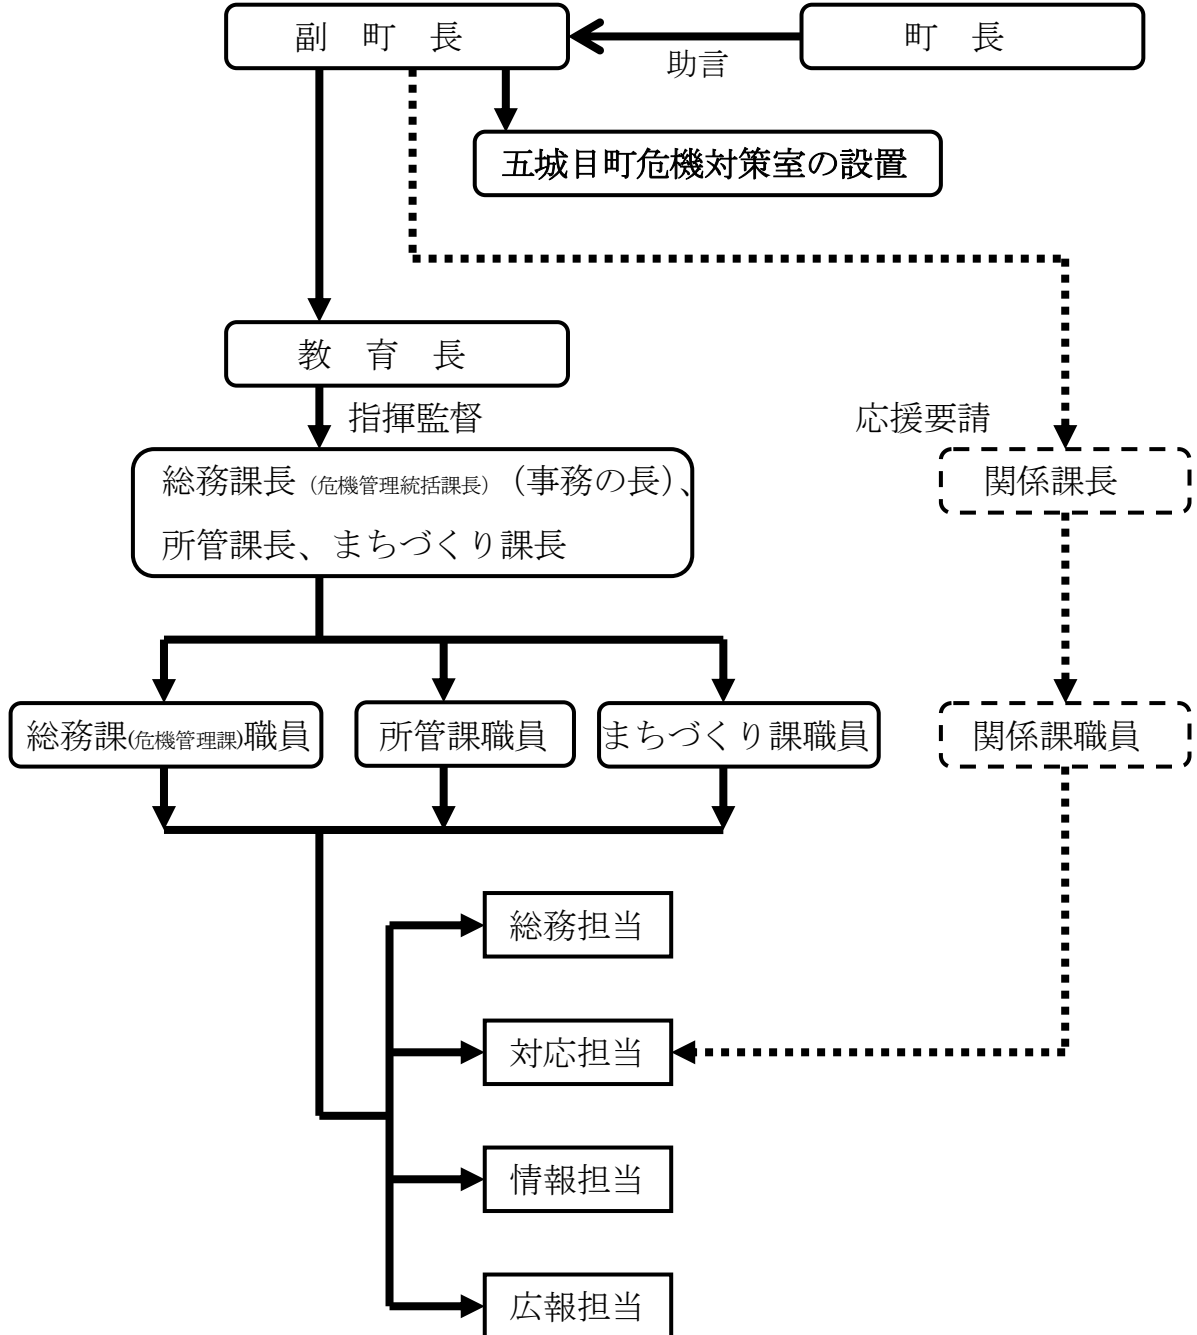 副 町 長
町 長
助言
五城目町危機対策室の設置
教 育 長
指揮監督
応援要請
総務課長（危機管理統括課長）（事務の長）、
所管課長、まちづくり課長
関係課長
総務課(危機管理課)職員
所管課職員
まちづくり課職員
関係課職員
総務担当
対応担当
情報担当
広報担当